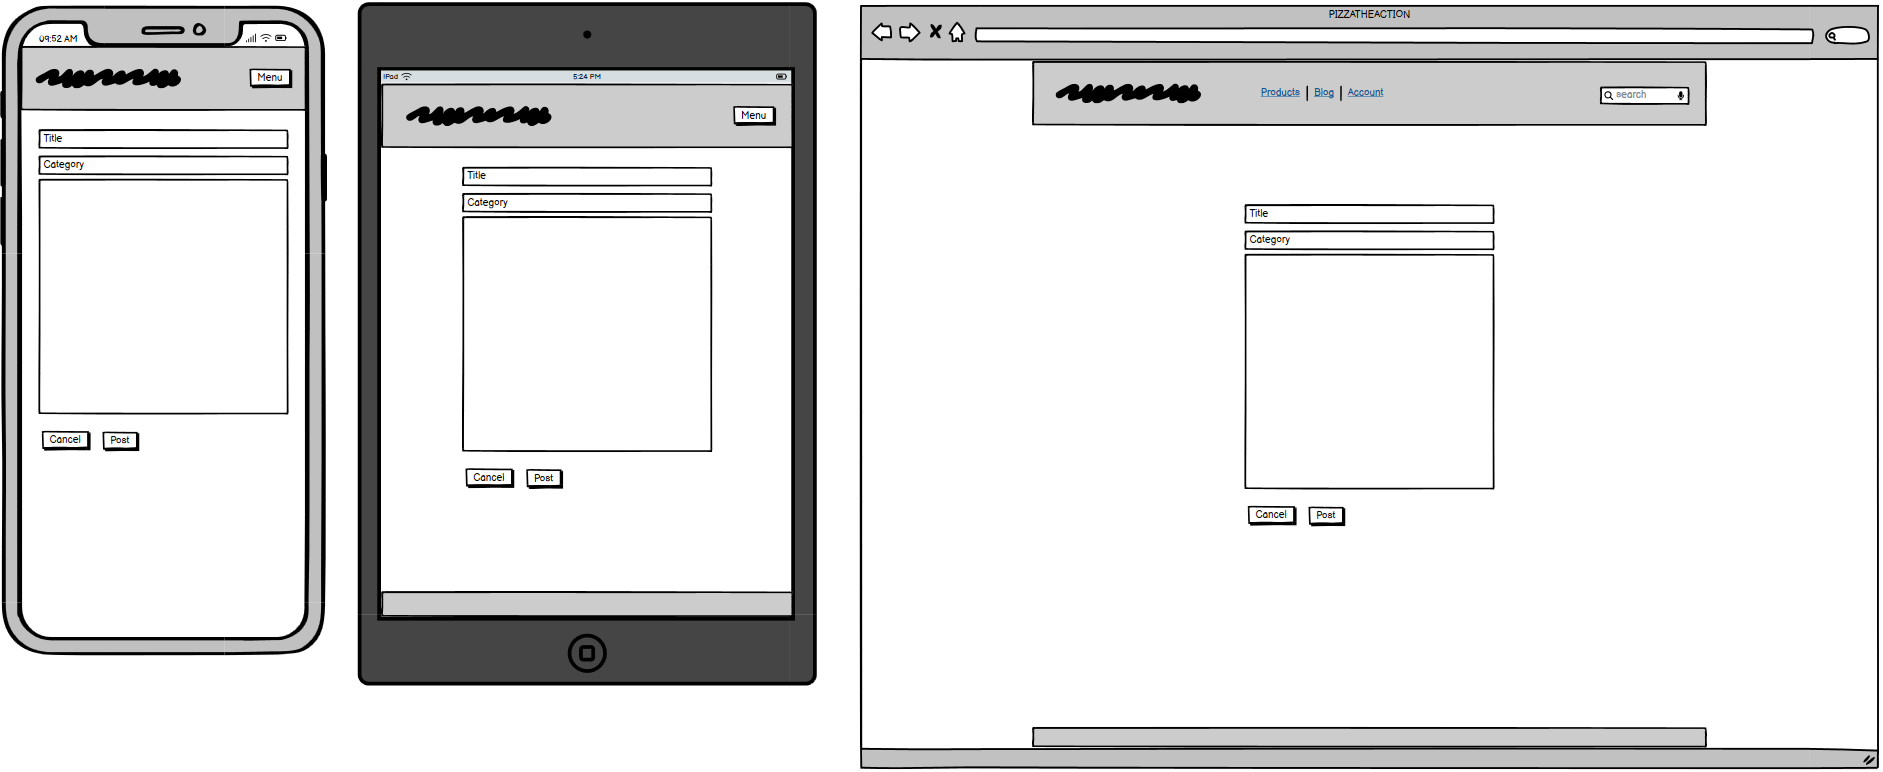 09:52 AM
Menu
Title
Category
Cancel Post
iPad 5:24 PM
Menu
Title
Category
Cancel Post
PIZZATHEACTION
Products | Blog | Account
search
Title
Category
Cancel Post